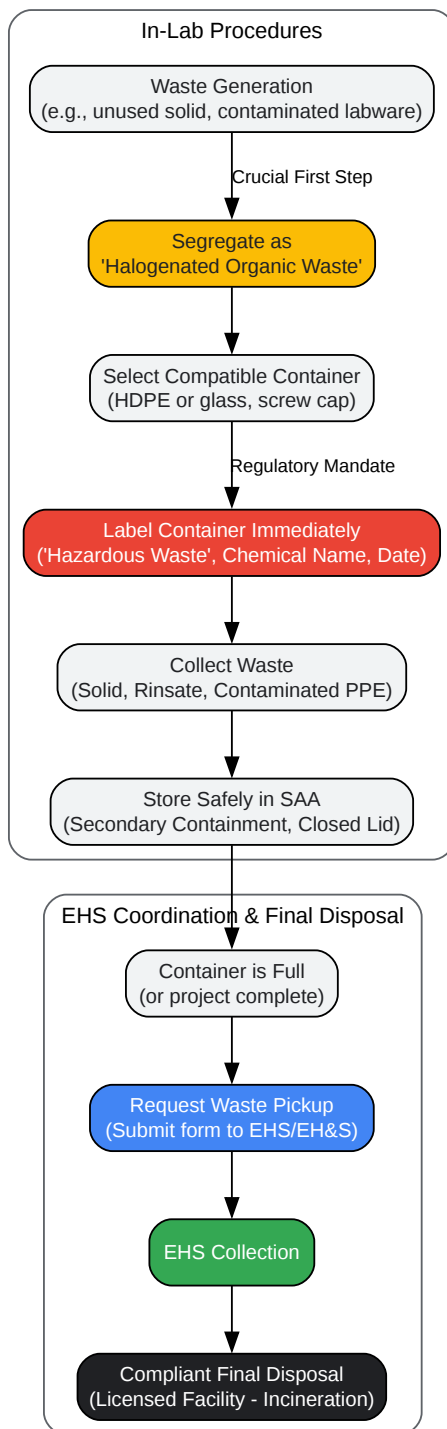 In-Lab Procedures
Waste Generation
(e.g., unused solid, contaminated labware)
Crucial First Step
Segregate as
'Halogenated Organic Waste'
Select Compatible Container
(HDPE or glass, screw cap)
Regulatory Mandate
Label Container Immediately
('Hazardous Waste', Chemical Name, Date)
Collect Waste
(Solid, Rinsate, Contaminated PPE)
Store Safely in SAA
(Secondary Containment, Closed Lid)
EHS Coordination & Final Disposal
Container is Full
(or project complete)
Request Waste Pickup
(Submit form to EHS/EH&S)
EHS Collection
Compliant Final Disposal
(Licensed Facility - Incineration)